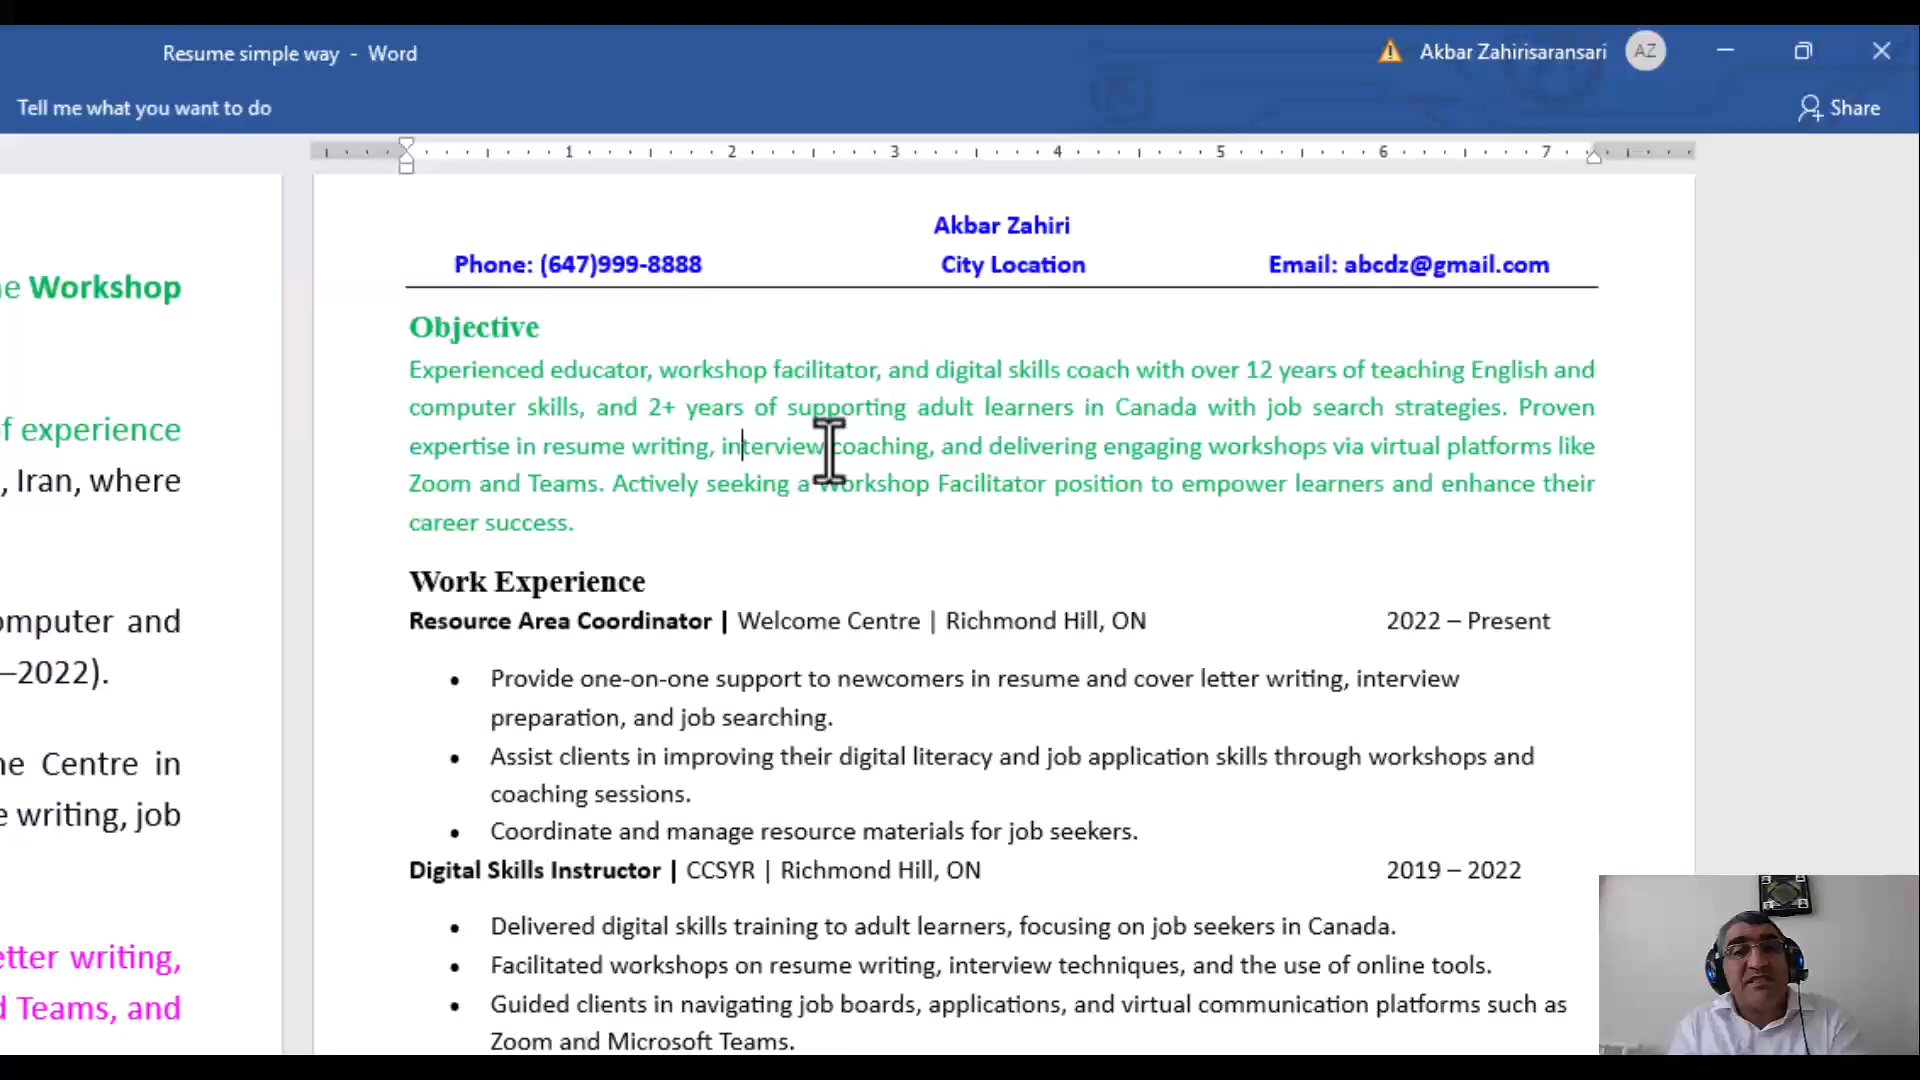 Resume simple way - Word
Akbar Zahirisaransari
AZ
Tell me what you want to do
Share
1 2 3 4 5 6 7
Workshop
f experience
, Iran, where
omputer and
–2022).
ne Centre in
e writing, job
etter writing,
d Teams, and
Akbar Zahiri
Phone: (647)999-8888 City Location Email: abcdz@gmail.com
Objective
Experienced educator, workshop facilitator, and digital skills coach with over 12 years of teaching English and
computer skills, and 2+ years of supporting adult learners in Canada with job search strategies. Proven
expertise in resume writing, interview coaching, and delivering engaging workshops via virtual platforms like
Zoom and Teams. Actively seeking a Workshop Facilitator position to empower learners and enhance their
career success.
Work Experience
Resource Area Coordinator | Welcome Centre | Richmond Hill, ON 2022 – Present
• Provide one-on-one support to newcomers in resume and cover letter writing, interview
preparation, and job searching.
• Assist clients in improving their digital literacy and job application skills through workshops and
coaching sessions.
• Coordinate and manage resource materials for job seekers.
Digital Skills Instructor | CCSYR | Richmond Hill, ON 2019 – 2022
• Delivered digital skills training to adult learners, focusing on job seekers in Canada.
• Facilitated workshops on resume writing, interview techniques, and the use of online tools.
• Guided clients in navigating job boards, applications, and virtual communication platforms such as
Zoom and Microsoft Teams.